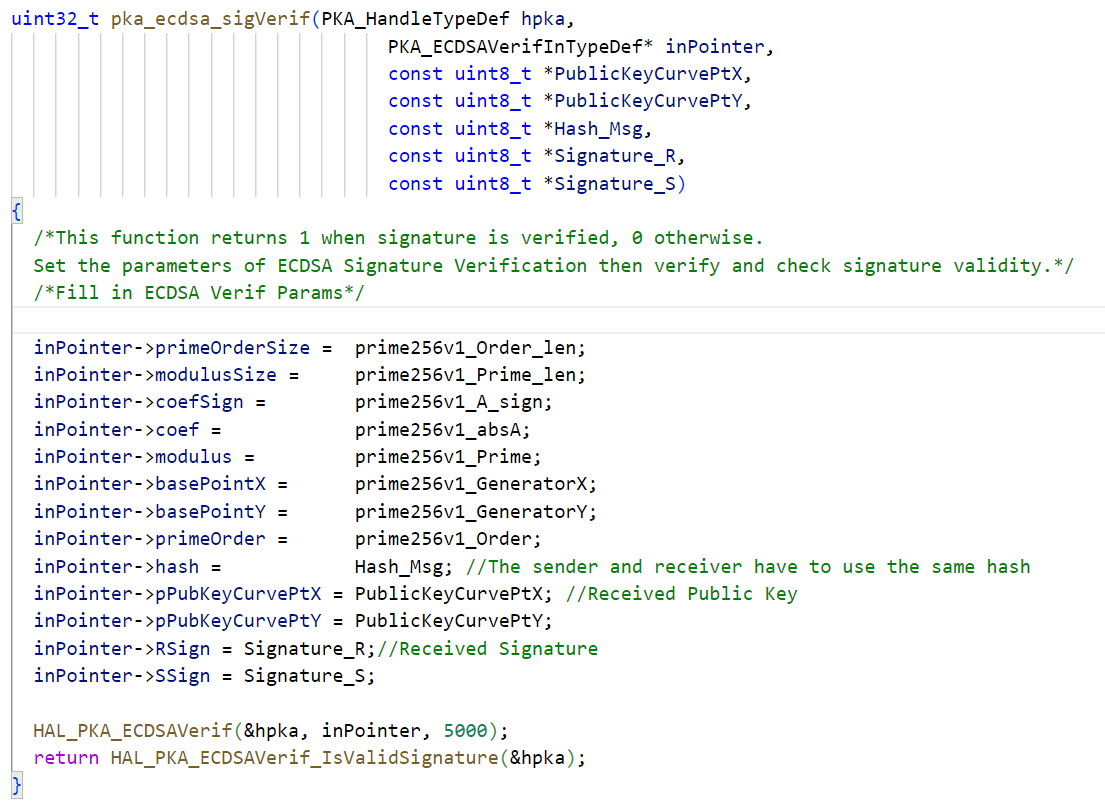 uint32_t pka_ecdsa_sigVerif(PKA_HandleTypeDef hpka,
PKA_ECDSAVerifInTypeDef* inPointer,
const uint8_t *PublicKeyCurvePtX,
const uint8_t *PublicKeyCurvePtY,
const uint8_t *Hash_Msg,
const uint8_t *Signature_R,
const uint8_t *Signature_S)
{
/*This function returns 1 when signature is verified, 0 otherwise.
Set the parameters of ECDSA Signature Verification then verify and check signature validity.*/
/*Fill in ECDSA Verif Params*/
inPointer->primeOrderSize = prime256v1_Order_len;
inPointer->modulusSize = prime256v1_Prime_len;
inPointer->coefSign = prime256v1_A_sign;
inPointer->coef = prime256v1_absA;
inPointer->modulus = prime256v1_Prime;
inPointer->basePointX = prime256v1_GeneratorX;
inPointer->basePointY = prime256v1_GeneratorY;
inPointer->primeOrder = prime256v1_Order;
inPointer->hash = Hash_Msg; //The sender and receiver have to use the same hash
inPointer->pPubKeyCurvePtX = PublicKeyCurvePtX; //Received Public Key
inPointer->pPubKeyCurvePtY = PublicKeyCurvePtY;
inPointer->RSign = Signature_R;//Received Signature
inPointer->SSign = Signature_S;
HAL_PKA_ECDSAVerif(&hpka, inPointer, 5000);
return HAL_PKA_ECDSAVerif_IsValidSignature(&hpka);
}